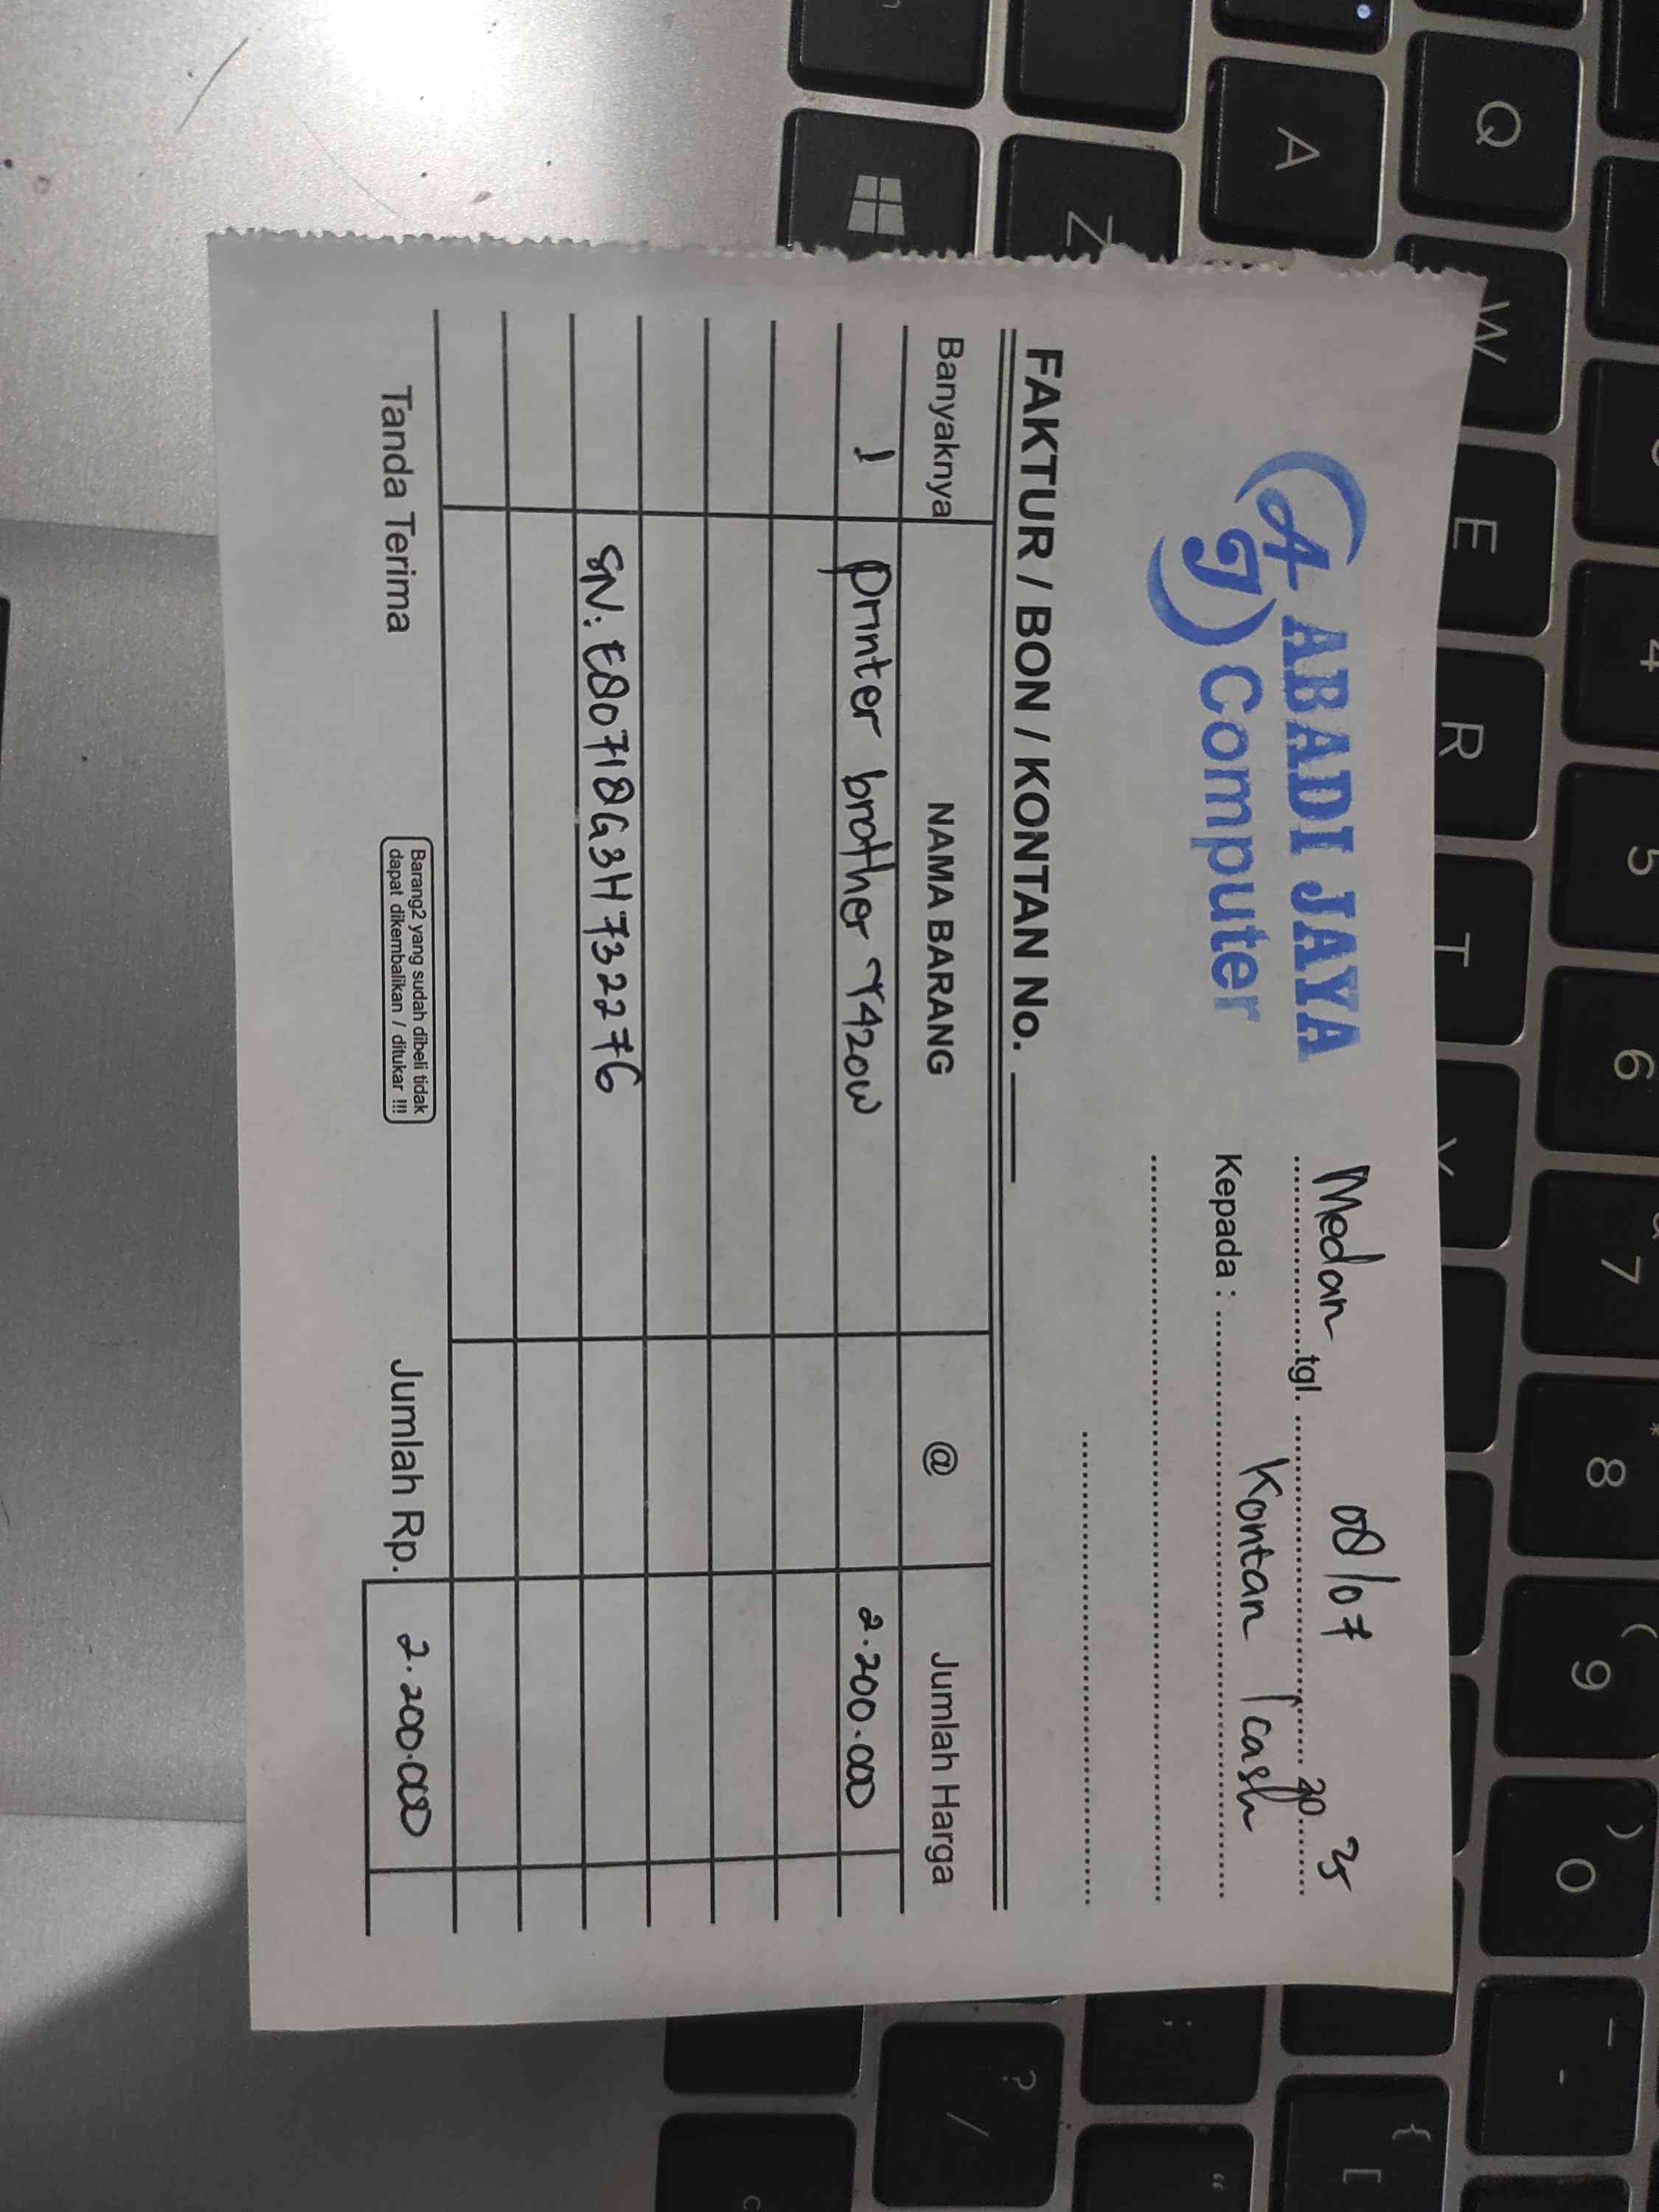 AJ ABADI JAYA
Computer
Medan tgl. 08/07 20 25
Kepada : Kontan / cash
FAKTUR / BON / KONTAN No.
Banyaknya NAMA BARANG @ Jumlah Harga
1 Printer brother T420W 2.200.000
SN: E80718G3H732276
Tanda Terima
Barang2 yang sudah dibeli tidak
dapat dikembalikan / ditukar !!!
Jumlah Rp. 2.200.000
Q W E R T Y
A Z
4 5 6 7 8 9 0
* ( )
? /
; "
{ [
_ -